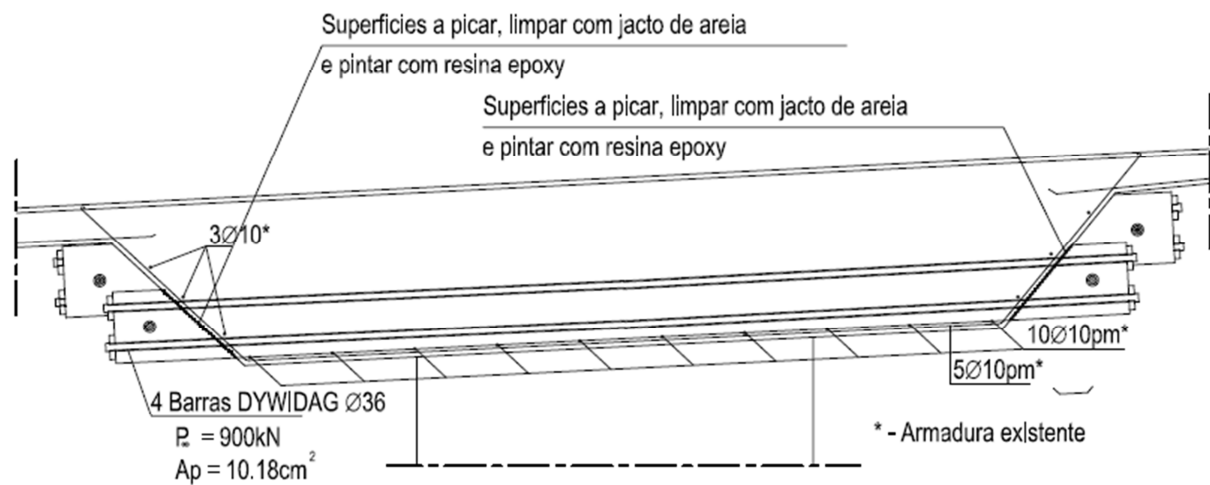 Superficies a picar, limpar com jacto de areia
e pintar com resina epoxy
Superficies a picar, limpar com jacto de areia
e pintar com resina epoxy
3Ø10*
10Ø10pm*
5Ø10pm*
4 Barras DYWIDAG Ø36
P∞ = 900kN
Ap = 10.18cm²
* - Armadura existente